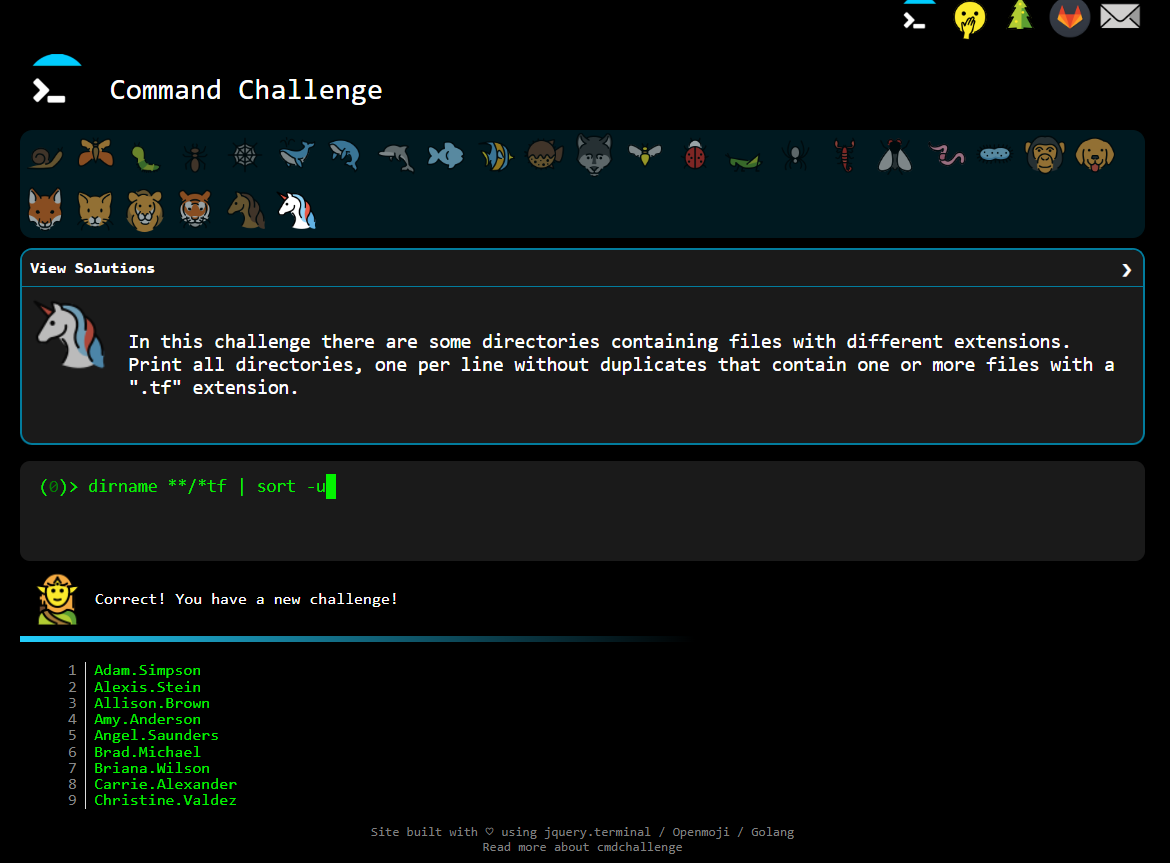 Command Challenge
View Solutions
In this challenge there are some directories containing files with different extensions.
Print all directories, one per line without duplicates that contain one or more files with a
".tf" extension.
(0)> dirname **/*tf | sort -u
Correct! You have a new challenge!
1 Adam.Simpson
2 Alexis.Stein
3 Allison.Brown
4 Amy.Anderson
5 Angel.Saunders
6 Brad.Michael
7 Briana.Wilson
8 Carrie.Alexander
9 Christine.Valdez
Site built with ♡ using jquery.terminal / Openmoji / Golang
Read more about cmdchallenge